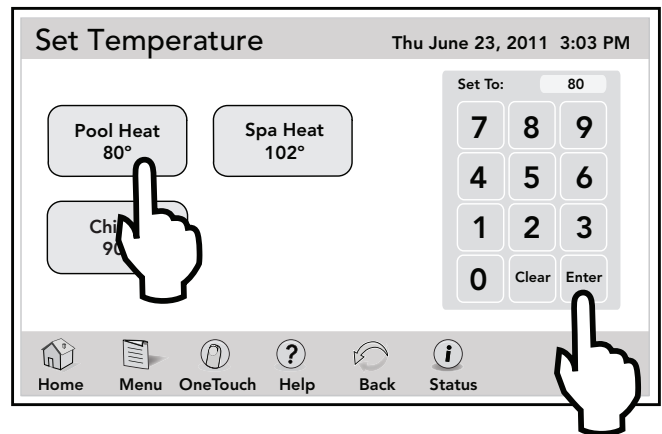 Set Temperature
Thu June 23, 2011 3:03 PM
Pool Heat
80°
Spa Heat
102°
Set To: 80
7 8 9
4 5 6
1 2 3
0 Clear Enter
Home Menu OneTouch Help Back Status